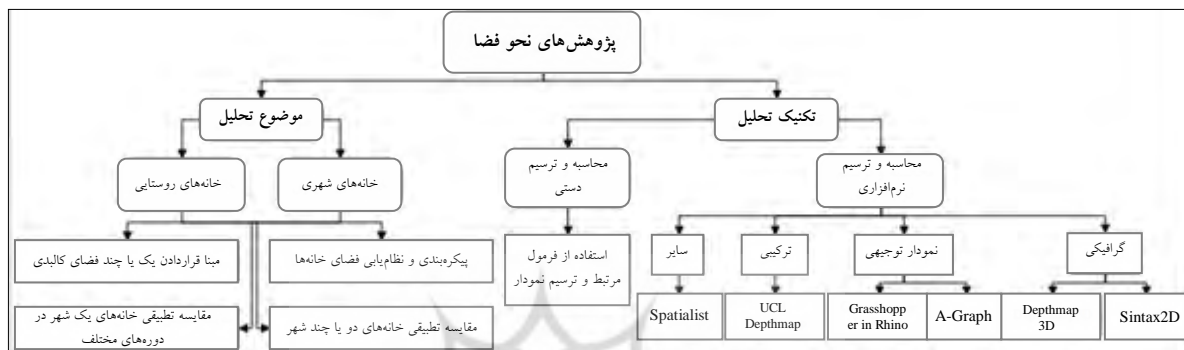 پژوهش‌های نحو فضا
تکنیک تحلیل
موضوع تحلیل
محاسبه و ترسیم
نرم‌افزاری
محاسبه و ترسیم
دستی
خانه‌های شهری
خانه‌های روستایی
گرافیکی
نمودار توجیهی
ترکیبی
سایر
استفاده از فرمول
مرتبط و ترسیم نمودار
پیکره‌بندی و نظام‌یابی فضای خانه‌ها
مبنا قراردادن یک یا چند فضای کالبدی
Sintax2D
Depthmap
3D
A-Graph
Grasshopp
er in Rhino
UCL
Depthmap
Spatialist
مقایسه تطبیقی خانه‌های دو یا چند شهر
مقایسه تطبیقی خانه‌های یک شهر در
دوره‌های مختلف